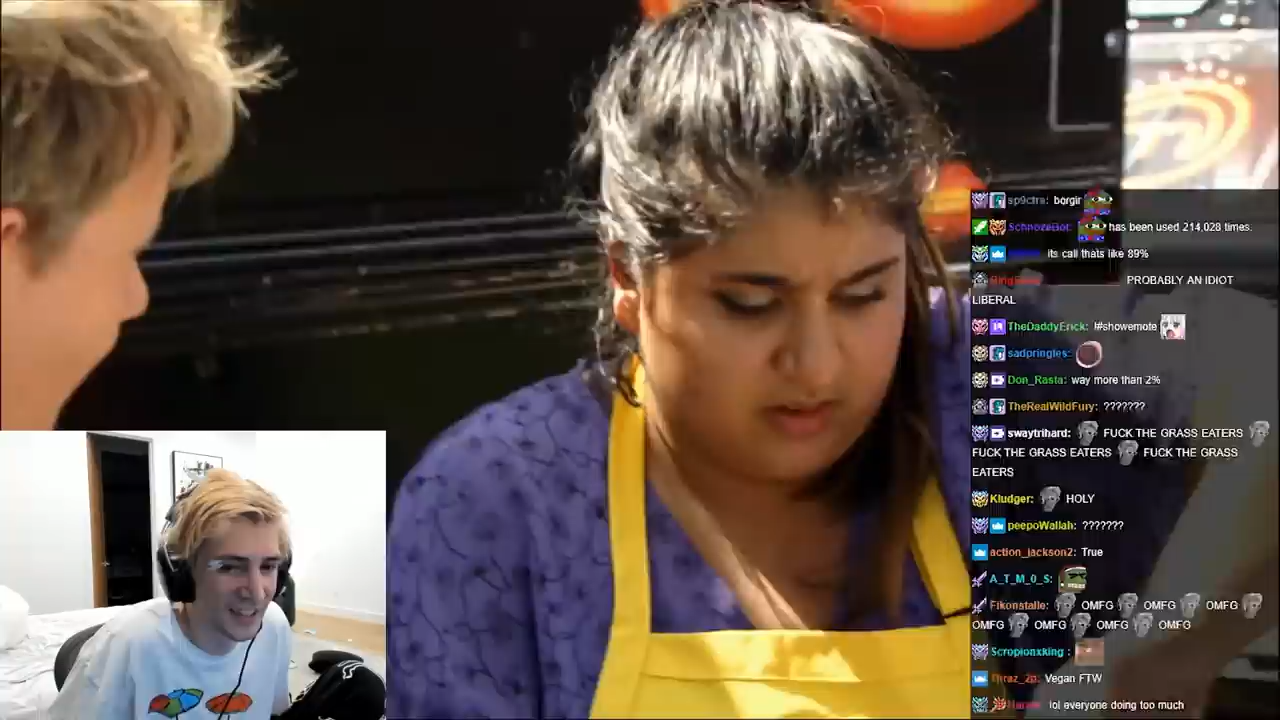 sp9ctra: borgir
SchnozeBot: has been used 214,028 times.
its call thats like 89%
PROBABLY AN IDIOT
LIBERAL
TheDaddyErick: !#showemote
sadpringles:
Don_Rasta: way more than 2%
TheRealWildFury: ???????
swaytrihard: FUCK THE GRASS EATERS
FUCK THE GRASS EATERS FUCK THE GRASS
EATERS
Kludger: HOLY
peepoWallah: ???????
action_jackson2: True
A_T_M_0_S:
Fikonstalle: OMFG OMFG OMFG
OMFG OMFG OMFG OMFG
Scropionxking :
Vegan FTW
lol everyone doing too much